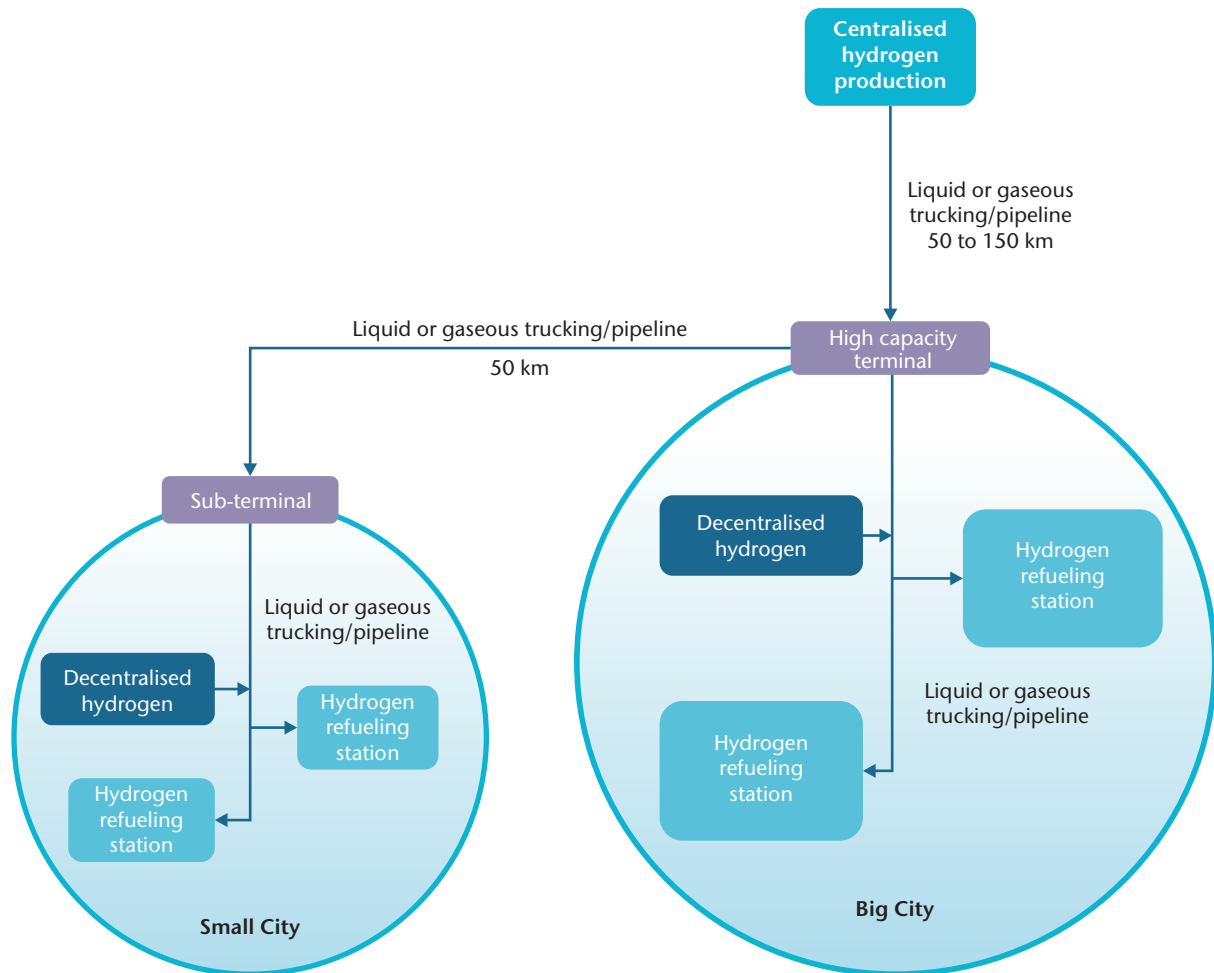 Centralised
hydrogen
production
Liquid or gaseous
trucking/pipeline
50 to 150 km
Liquid or gaseous trucking/pipeline
50 km
High capacity
terminal
Sub-terminal
Decentralised
hydrogen
Hydrogen
refueling
station
Liquid or gaseous
trucking/pipeline
Decentralised
hydrogen
Hydrogen
refueling
station
Liquid or gaseous
trucking/pipeline
Hydrogen
refueling
station
Hydrogen
refueling
station
Small City
Big City